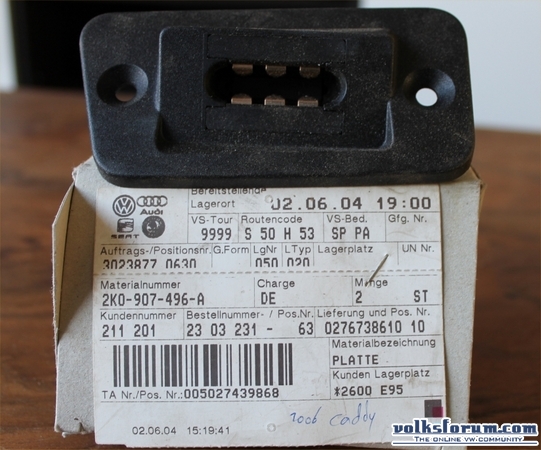 Bereitstellende
Lagerort 02.06.04 19:00
VS-Tour Routencode VS-Bed. Gfg. Nr.
9999 S 50 H 53 SP PA
Audi
SEAT
Auftrags-/Positionsnr. G.Form LgNr LTyp Lagerplatz UN Nr.
3023877 0630 050 020
Materialnummer Charge Menge
2K0-907-496-A DE 2 ST
Kundennummer Bestellnummer- / Pos.Nr. Lieferung und Pos. Nr.
211 201 23 03 231 - 63 0276738610 10
Materialbezeichnung
PLATTE
Kunden Lagerplatz
TA Nr./Pos. Nr.: 005027439868 *2600 E95
2006 caddy
02.06.04 15:19:41
volksforum.com
THE ONLINE VW COMMUNITY